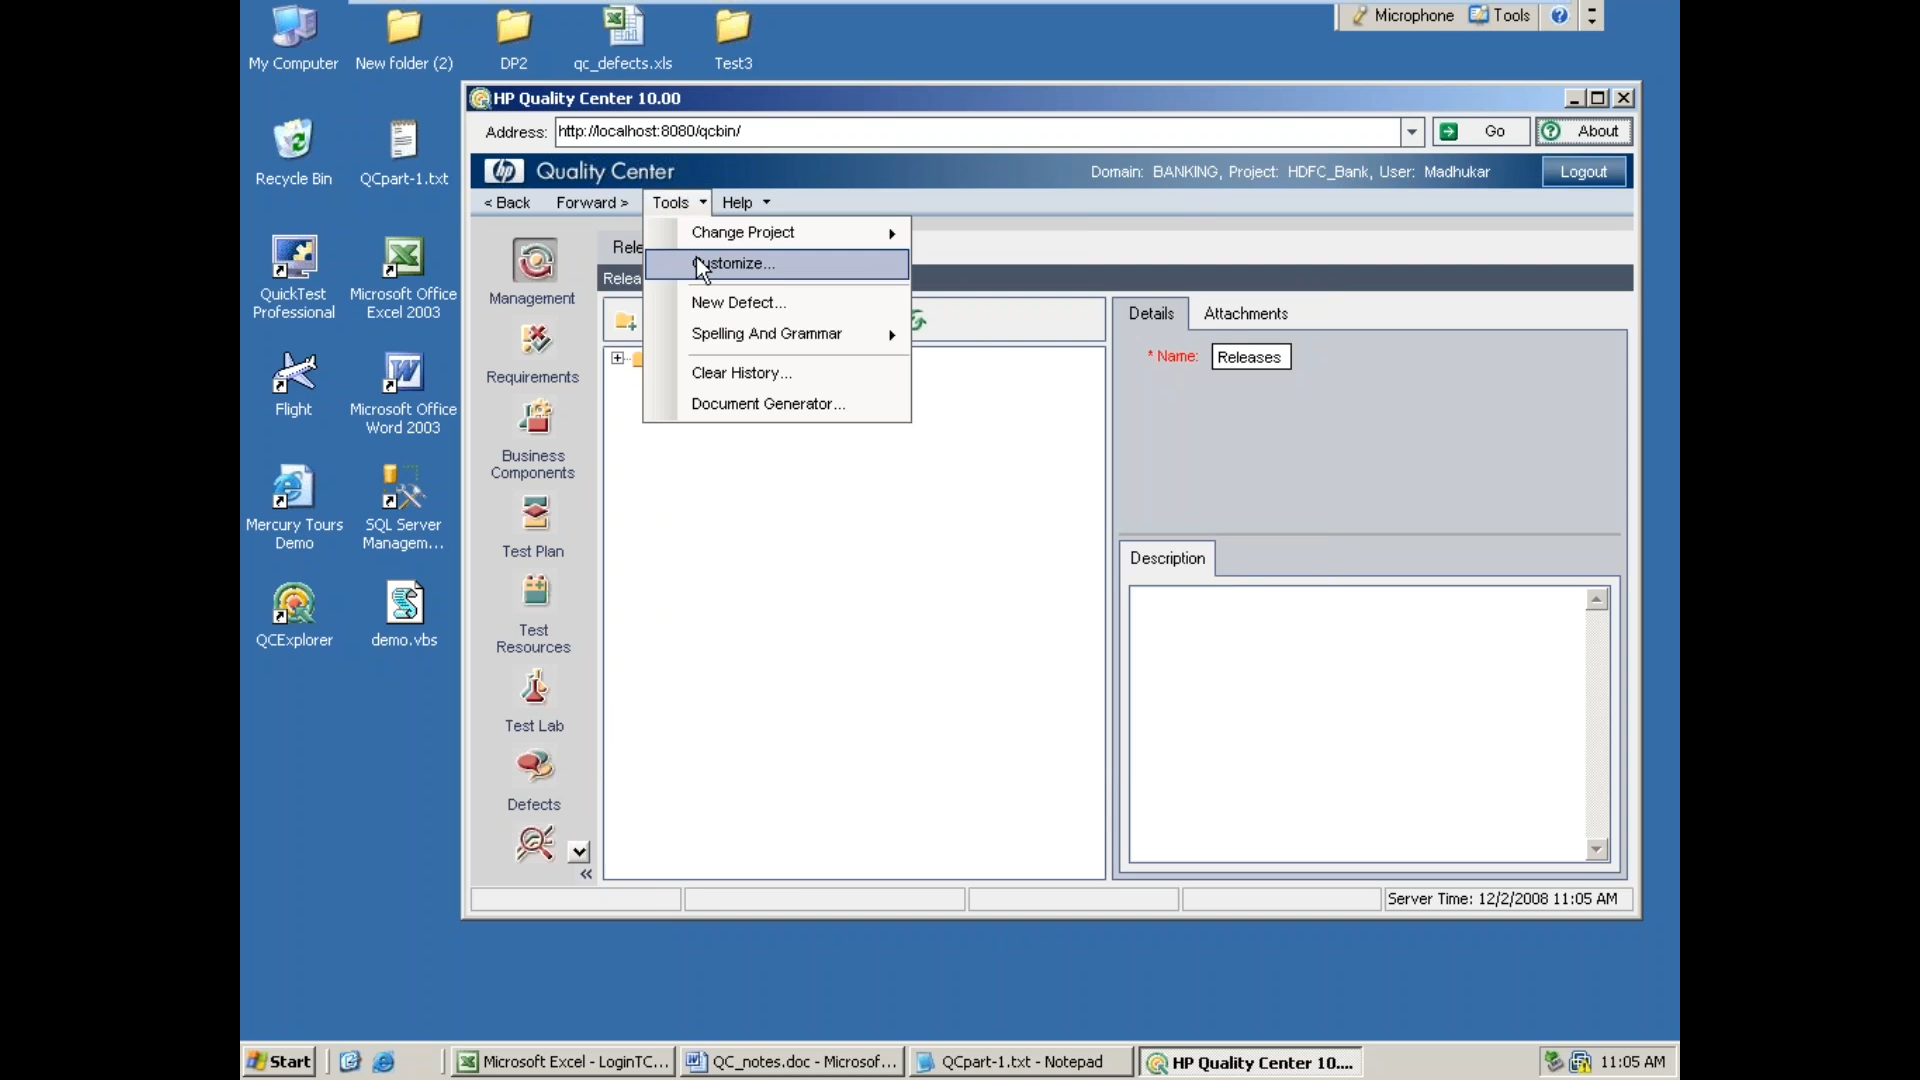 Microphone Tools
My Computer
New folder (2)
DP2
qc_defects.xls
Test3
Recycle Bin
QCpart-1.txt
QuickTest
Professional
Microsoft Office
Excel 2003
Flight
Microsoft Office
Word 2003
Mercury Tours
Demo
SQL Server
Managem...
QCExplorer
demo.vbs
HP Quality Center 10.00
Address: http://localhost:8080/qcbin/ Go About
hp Quality Center Domain: BANKING, Project: HDFC_Bank, User: Madhukar Logout
< Back Forward > Tools Help
Change Project
Customize...
New Defect...
Spelling And Grammar
Clear History...
Document Generator...
Rele
Relea
Management
Requirements
Business
Components
Test Plan
Test
Resources
Test Lab
Defects
Details Attachments
* Name: Releases
Description
Server Time: 12/2/2008 11:05 AM
Start Microsoft Excel - LoginTC... QC_notes.doc - Microsof... QCpart-1.txt - Notepad HP Quality Center 10.... 11:05 AM